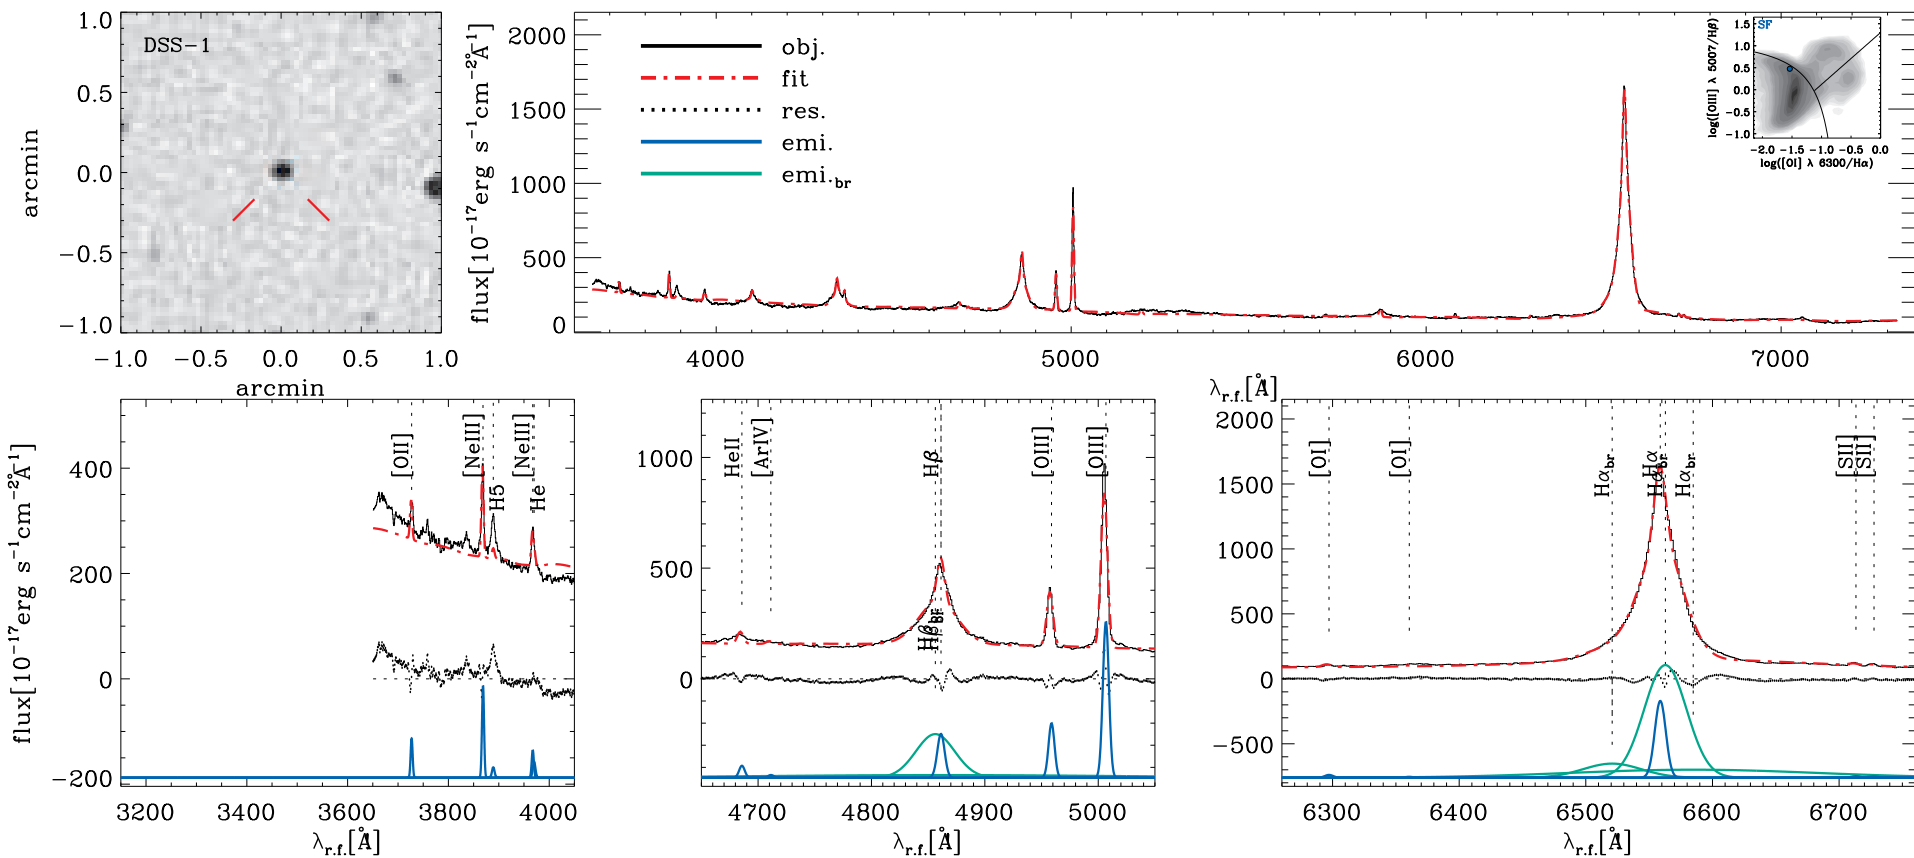 DSS-1
1.0
0.5
0.0
-0.5
-1.0
arcmin
-1.0 -0.5 0.0 0.5 1.0
arcmin
2000
1500
1000
500
0
flux[10⁻¹⁷erg s⁻¹cm⁻²Å⁻¹]
obj.
fit
res.
emi.
emi.br
4000 5000 6000 7000
λr.f.[Å]
SF
1.5
1.0
0.5
0.0
-0.5
-1.0
log([OIII] λ 5007/Hβ)
-2.0 -1.5 -1.0 -0.5 0.0
log([OI] λ 6300/Hα)
400
200
0
-200
flux[10⁻¹⁷erg s⁻¹cm⁻²Å⁻¹]
[OII]
[NeIII]
H5
[NeIII]
He
3200 3400 3600 3800 4000
λr.f.[Å]
1000
500
0
HeII
[ArIV]
Hβ
Hβbr
Hβbr
[OIII]
[OIII]
4700 4800 4900 5000
λr.f.[Å]
2000
1500
1000
500
0
-500
[OI]
[OI]
Hαbr
Hα
Hαbr
Hαbr
[SII]
[SII]
6300 6400 6500 6600 6700
λr.f.[Å]